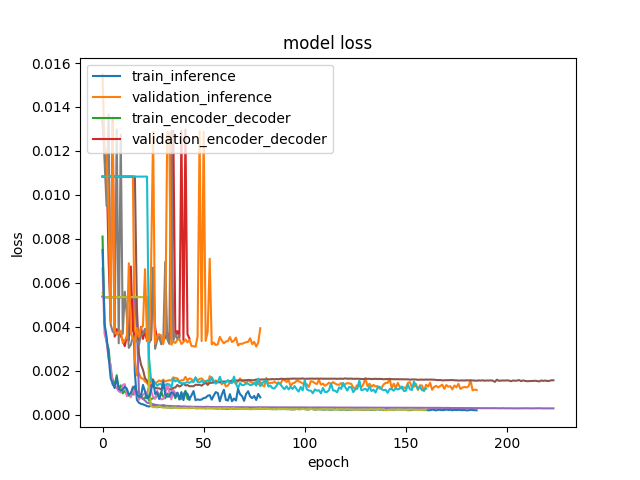 model loss
0.016
0.014
0.012
0.010
0.008
0.006
0.004
0.002
0.000
loss
train_inference
validation_inference
train_encoder_decoder
validation_encoder_decoder
0 50 100 150 200
epoch